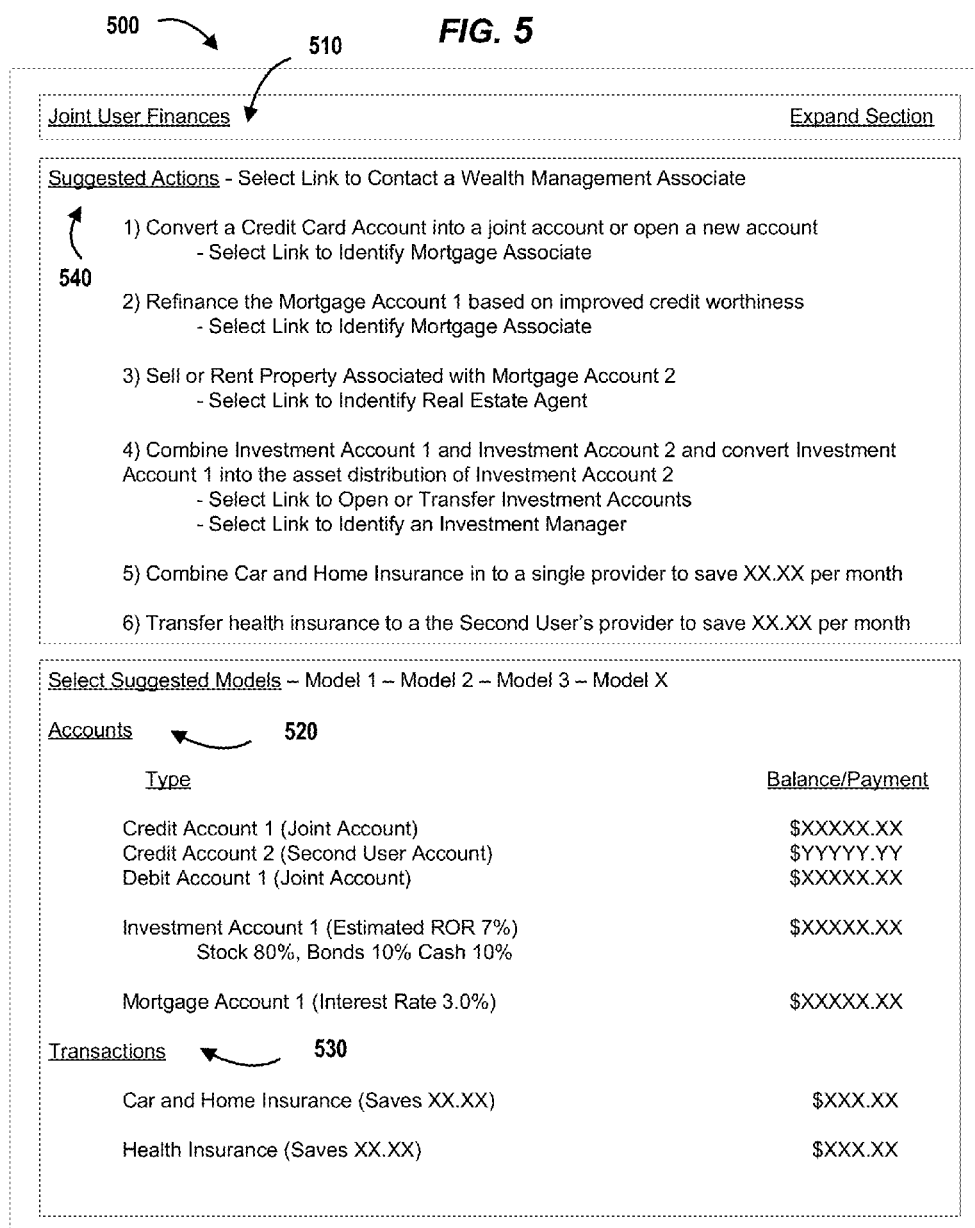 500
FIG. 5
510
Joint User Finances Expand Section
Suggested Actions - Select Link to Contact a Wealth Management Associate
540
1) Convert a Credit Card Account into a joint account or open a new account
- Select Link to Identify Mortgage Associate
2) Refinance the Mortgage Account 1 based on improved credit worthiness
- Select Link to Identify Mortgage Associate
3) Sell or Rent Property Associated with Mortgage Account 2
- Select Link to Indentify Real Estate Agent
4) Combine Investment Account 1 and Investment Account 2 and convert Investment
Account 1 into the asset distribution of Investment Account 2
- Select Link to Open or Transfer Investment Accounts
- Select Link to Identify an Investment Manager
5) Combine Car and Home Insurance in to a single provider to save XX.XX per month
6) Transfer health insurance to a the Second User's provider to save XX.XX per month
Select Suggested Models – Model 1 – Model 2 – Model 3 – Model X
Accounts 520
Type Balance/Payment
Credit Account 1 (Joint Account) $XXXXX.XX
Credit Account 2 (Second User Account) $YYYYY.YY
Debit Account 1 (Joint Account) $XXXXX.XX
Investment Account 1 (Estimated ROR 7%) $XXXXX.XX
Stock 80%, Bonds 10% Cash 10%
Mortgage Account 1 (Interest Rate 3.0%) $XXXXX.XX
Transactions 530
Car and Home Insurance (Saves XX.XX) $XXX.XX
Health Insurance (Saves XX.XX) $XXX.XX